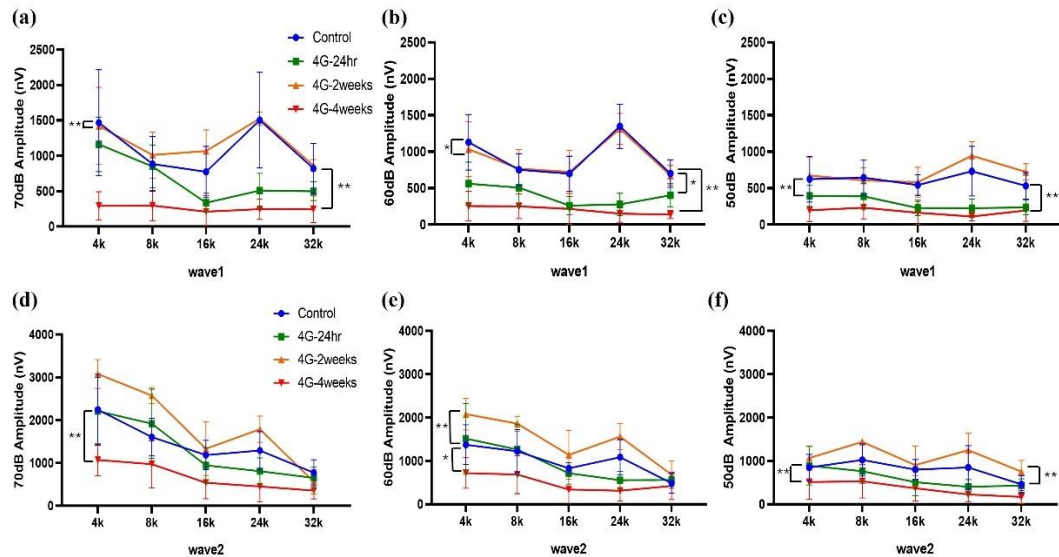 (a)
70dB Amplitude (nV)
2500
2000
1500
1000
500
0
Control
4G-24hr
4G-2weeks
4G-4weeks
**
**
4k 8k 16k 24k 32k
wave1
(b)
60dB Amplitude (nV)
2500
2000
1500
1000
500
0
*
* **
4k 8k 16k 24k 32k
wave1
(c)
50dB Amplitude (nV)
2500
2000
1500
1000
500
0
**
**
4k 8k 16k 24k 32k
wave1
(d)
70dB Amplitude (nV)
4000
3000
2000
1000
0
Control
4G-24hr
4G-2weeks
4G-4weeks
**
4k 8k 16k 24k 32k
wave2
(e)
60dB Amplitude (nV)
4000
3000
2000
1000
0
**
*
4k 8k 16k 24k 32k
wave2
(f)
50dB Amplitude (nV)
4000
3000
2000
1000
0
**
**
4k 8k 16k 24k 32k
wave2